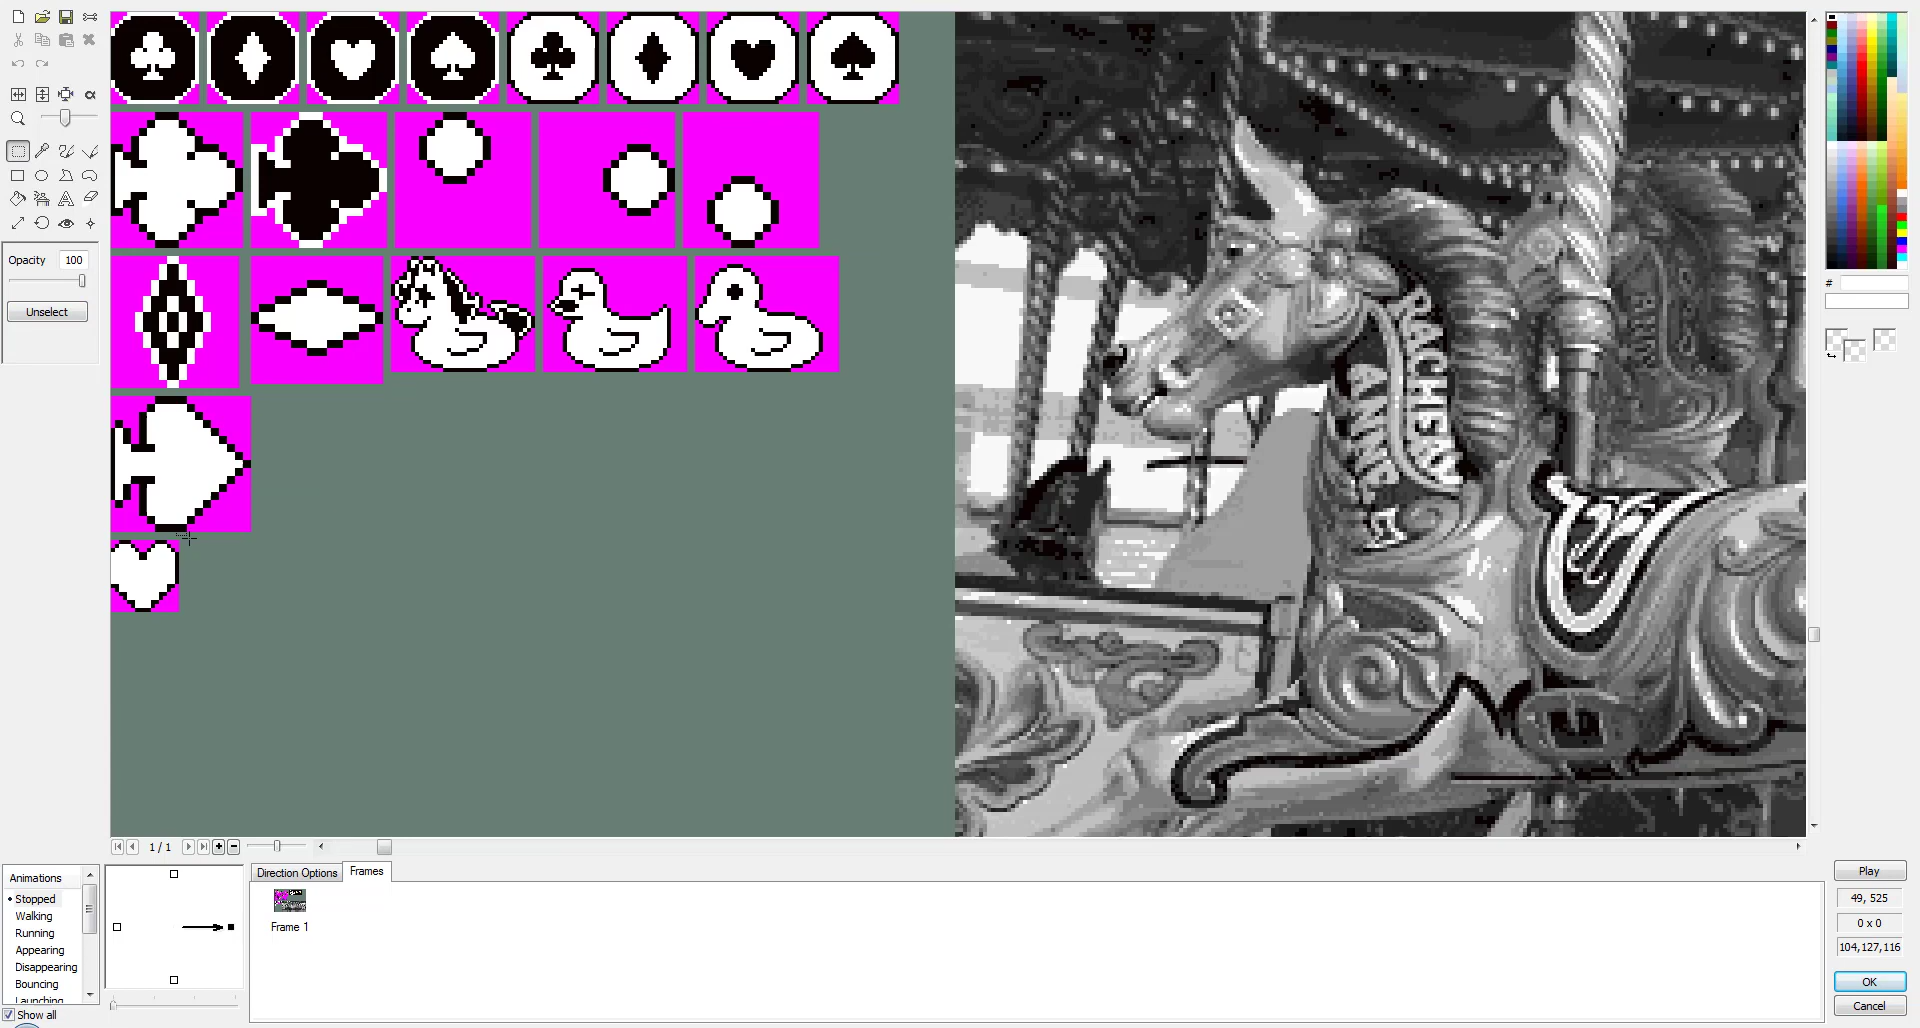 Opacity 100
Unselect
#
1 / 1
Direction Options
Frames
Animations
• Stopped
Walking
Running
Appearing
Disappearing
Bouncing
Launching
Show all
Frame 1
Play
49, 525
0 x 0
104,127,116
OK
Cancel
ANNE